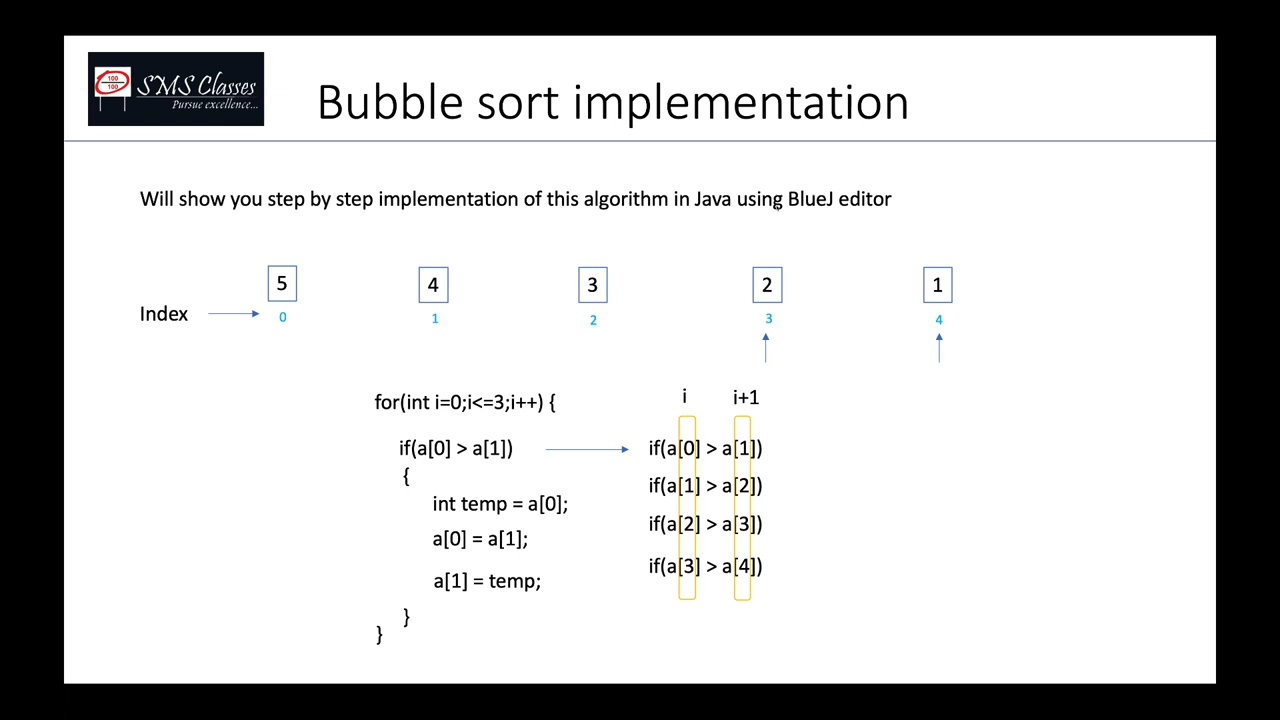 100
100
SMS Classes
Pursue excellence...
Bubble sort implementation
Will show you step by step implementation of this algorithm in Java using BlueJ editor
5 4 3 2 1
Index 0 1 2 3 4
i i+1
for(int i=0;i<=3;i++) {
if(a[0] > a[1]) if(a[0] > a[1])
{
if(a[1] > a[2])
int temp = a[0];
if(a[2] > a[3])
a[0] = a[1];
if(a[3] > a[4])
a[1] = temp;
}
}